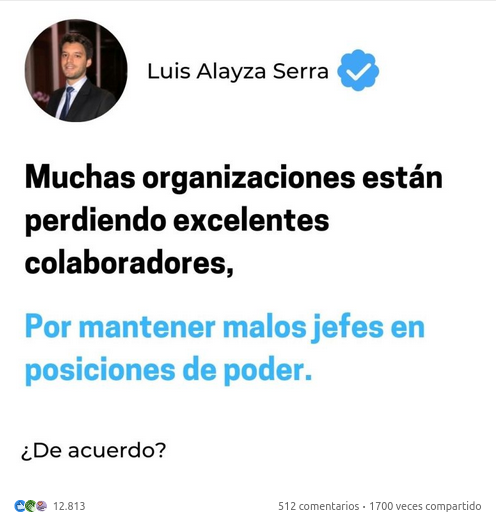 Luis Alayza Serra
Muchas organizaciones están
perdiendo excelentes
colaboradores,
Por mantener malos jefes en
posiciones de poder.
¿De acuerdo?
12.813
512 comentarios • 1700 veces compartido